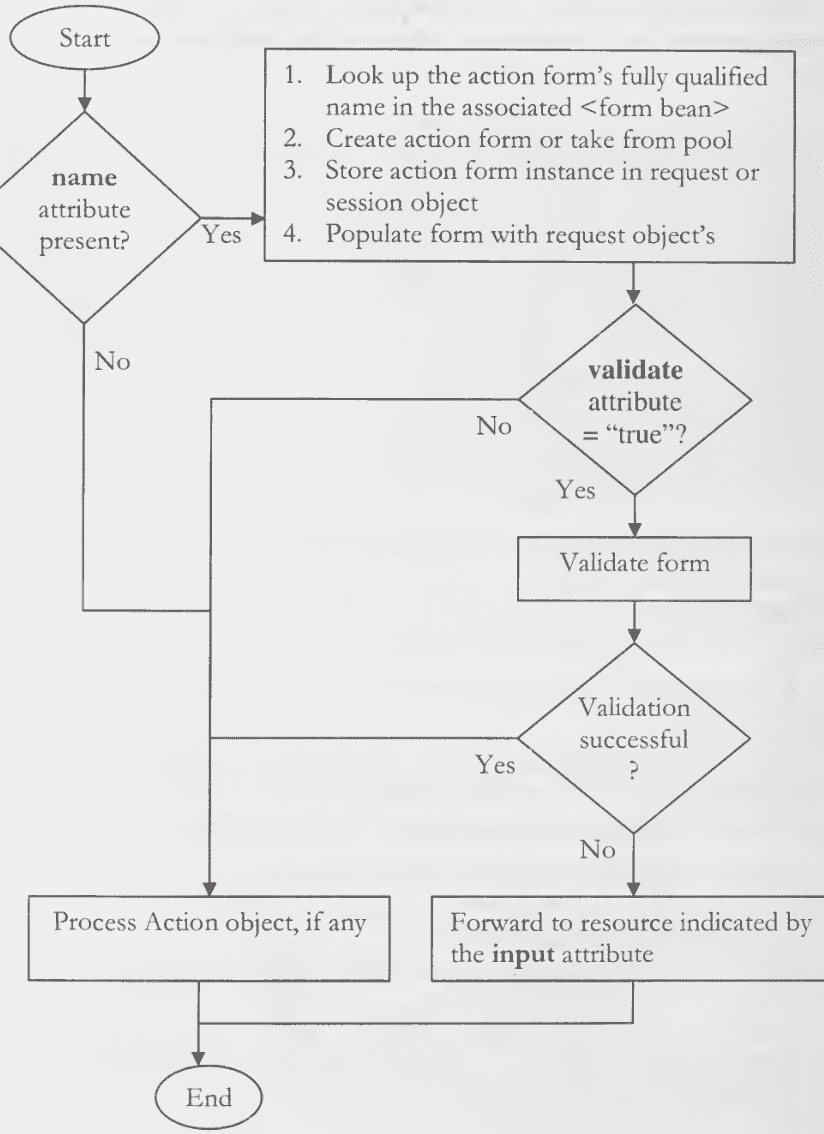 Start
1. Look up the action form's fully qualified
name in the associated <form bean>
2. Create action form or take from pool
3. Store action form instance in request or
session object
4. Populate form with request object's
name
attribute
present?
Yes
No
validate
attribute
= “true”?
No
Yes
Validate form
Validation
successful
?
Yes
No
Process Action object, if any
Forward to resource indicated by
the input attribute
End